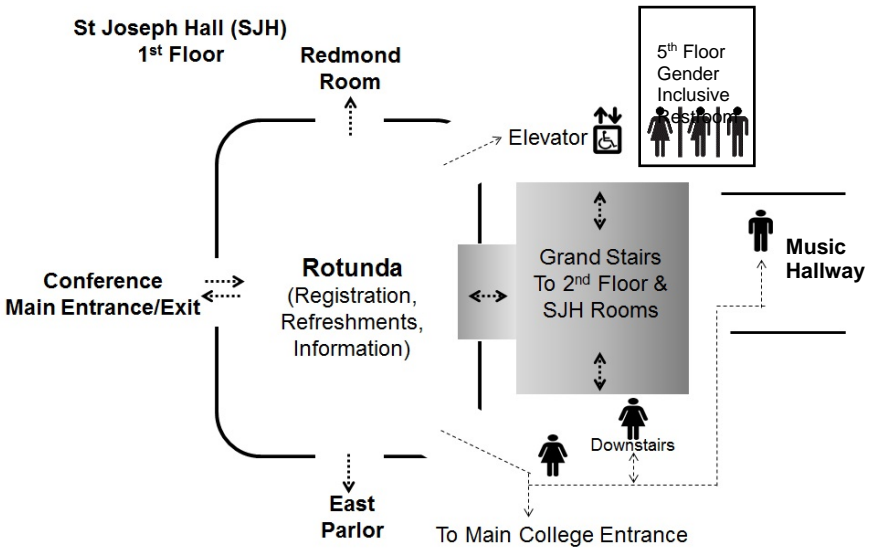 St Joseph Hall (SJH)
1st Floor
Redmond
Room
5th Floor
Gender
Inclusive
Restroom
Elevator
Grand Stairs
To 2nd Floor &
SJH Rooms
Music
Hallway
Conference
Main Entrance/Exit
Rotunda
(Registration,
Refreshments,
Information)
Downstairs
East
Parlor
To Main College Entrance